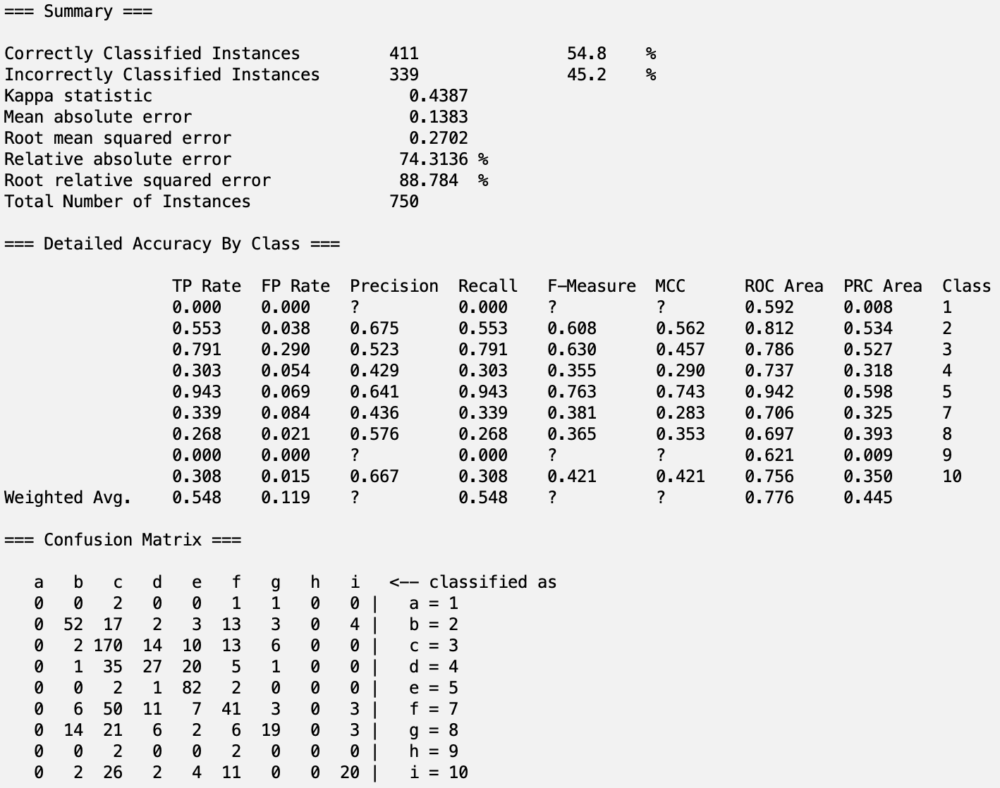 === Summary ===
Correctly Classified Instances 411 54.8 %
Incorrectly Classified Instances 339 45.2 %
Kappa statistic 0.4387
Mean absolute error 0.1383
Root mean squared error 0.2702
Relative absolute error 74.3136 %
Root relative squared error 88.784 %
Total Number of Instances 750
=== Detailed Accuracy By Class ===
TP Rate FP Rate Precision Recall F-Measure MCC ROC Area PRC Area Class
0.000 0.000 ? 0.000 ? ? 0.592 0.008 1
0.553 0.038 0.675 0.553 0.608 0.562 0.812 0.534 2
0.791 0.290 0.523 0.791 0.630 0.457 0.786 0.527 3
0.303 0.054 0.429 0.303 0.355 0.290 0.737 0.318 4
0.943 0.069 0.641 0.943 0.763 0.743 0.942 0.598 5
0.339 0.084 0.436 0.339 0.381 0.283 0.706 0.325 7
0.268 0.021 0.576 0.268 0.365 0.353 0.697 0.393 8
0.000 0.000 ? 0.000 ? ? 0.621 0.009 9
0.308 0.015 0.667 0.308 0.421 0.421 0.756 0.350 10
Weighted Avg. 0.548 0.119 ? 0.548 ? ? 0.776 0.445
=== Confusion Matrix ===
a b c d e f g h i <-- classified as
0 0 2 0 0 1 1 0 0 | a = 1
0 52 17 2 3 13 3 0 4 | b = 2
0 2 170 14 10 13 6 0 0 | c = 3
0 1 35 27 20 5 1 0 0 | d = 4
0 0 2 1 82 2 0 0 0 | e = 5
0 6 50 11 7 41 3 0 3 | f = 7
0 14 21 6 2 6 19 0 3 | g = 8
0 0 2 0 0 2 0 0 0 | h = 9
0 2 26 2 4 11 0 0 20 | i = 10